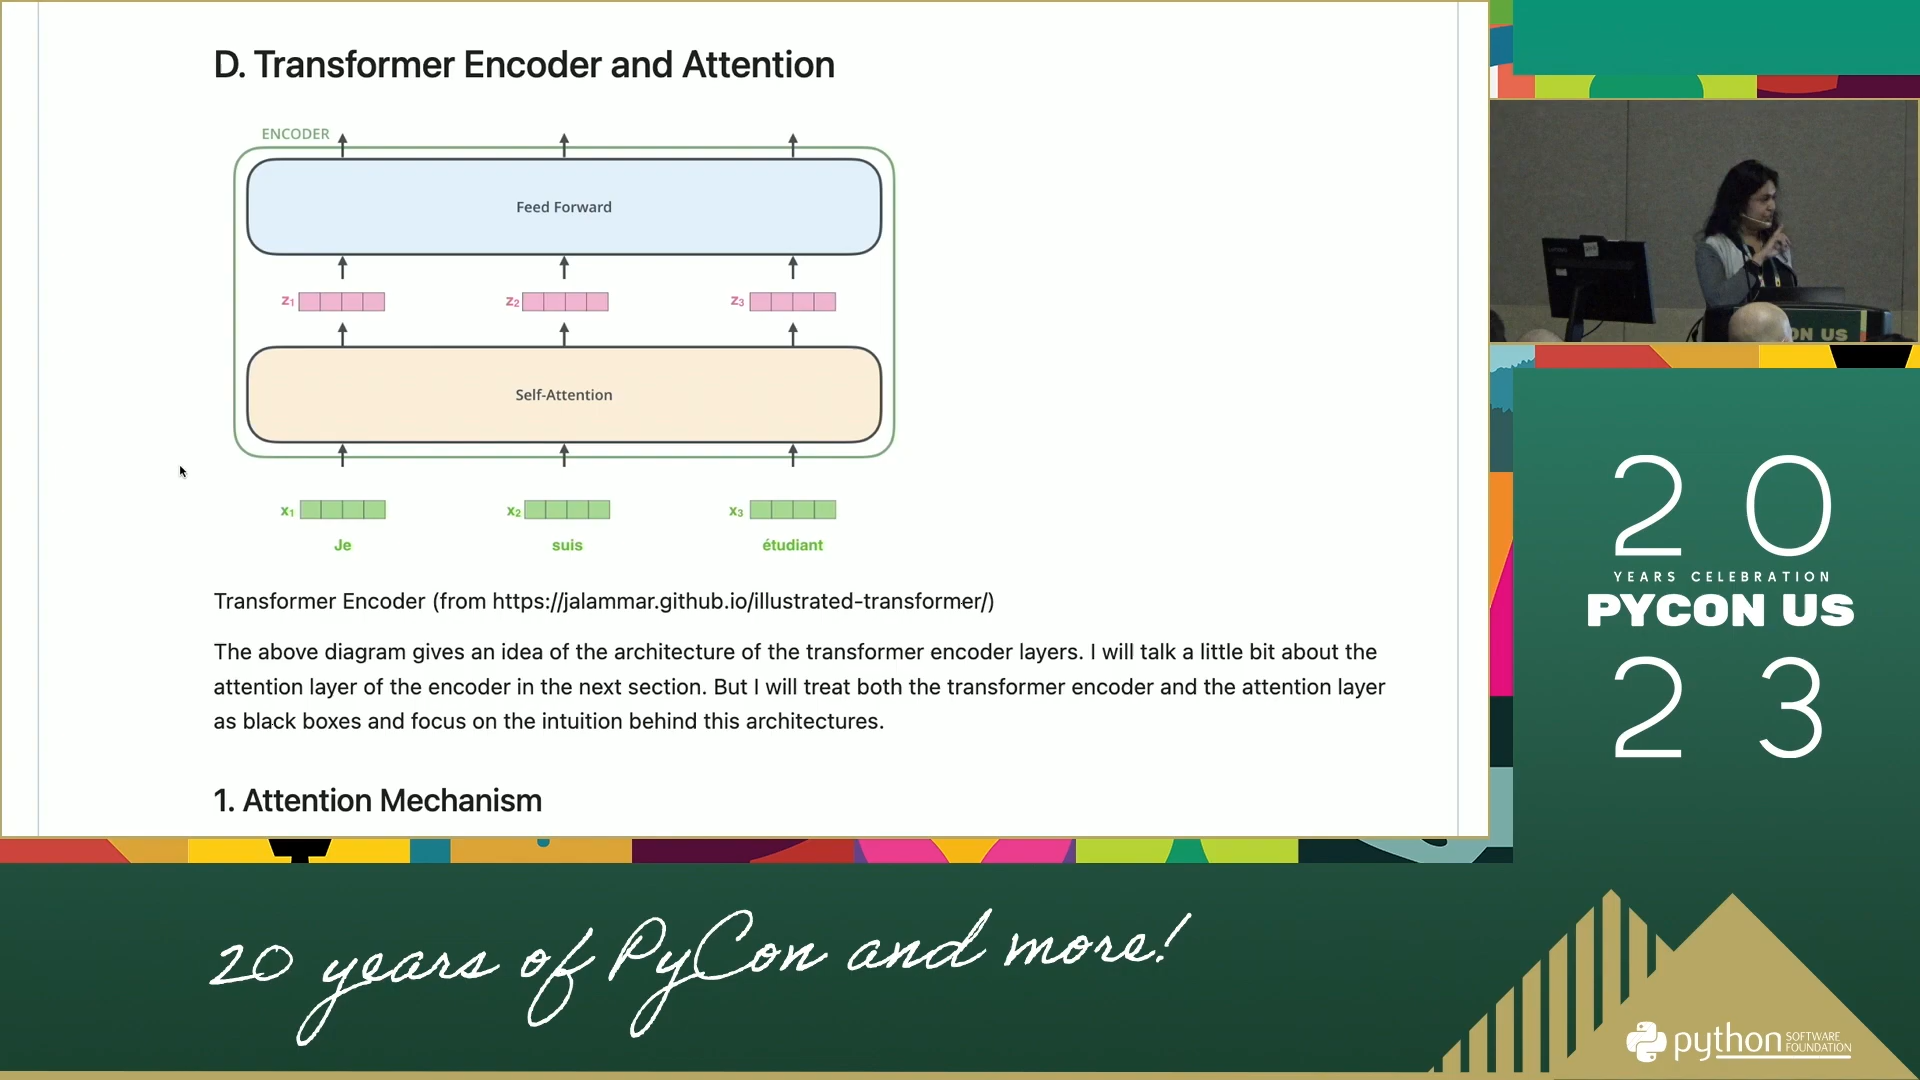 D. Transformer Encoder and Attention
ENCODER
Feed Forward
z1 z2 z3
Self-Attention
x1 x2 x3
Je suis étudiant
Transformer Encoder (from https://jalammar.github.io/illustrated-transformer/)
The above diagram gives an idea of the architecture of the transformer encoder layers. I will talk a little bit about the
attention layer of the encoder in the next section. But I will treat both the transformer encoder and the attention layer
as black boxes and focus on the intuition behind this architectures.
1. Attention Mechanism
ON US
20
YEARS CELEBRATION
PYCON US
23
20 years of PyCon and more!
python SOFTWARE
FOUNDATION